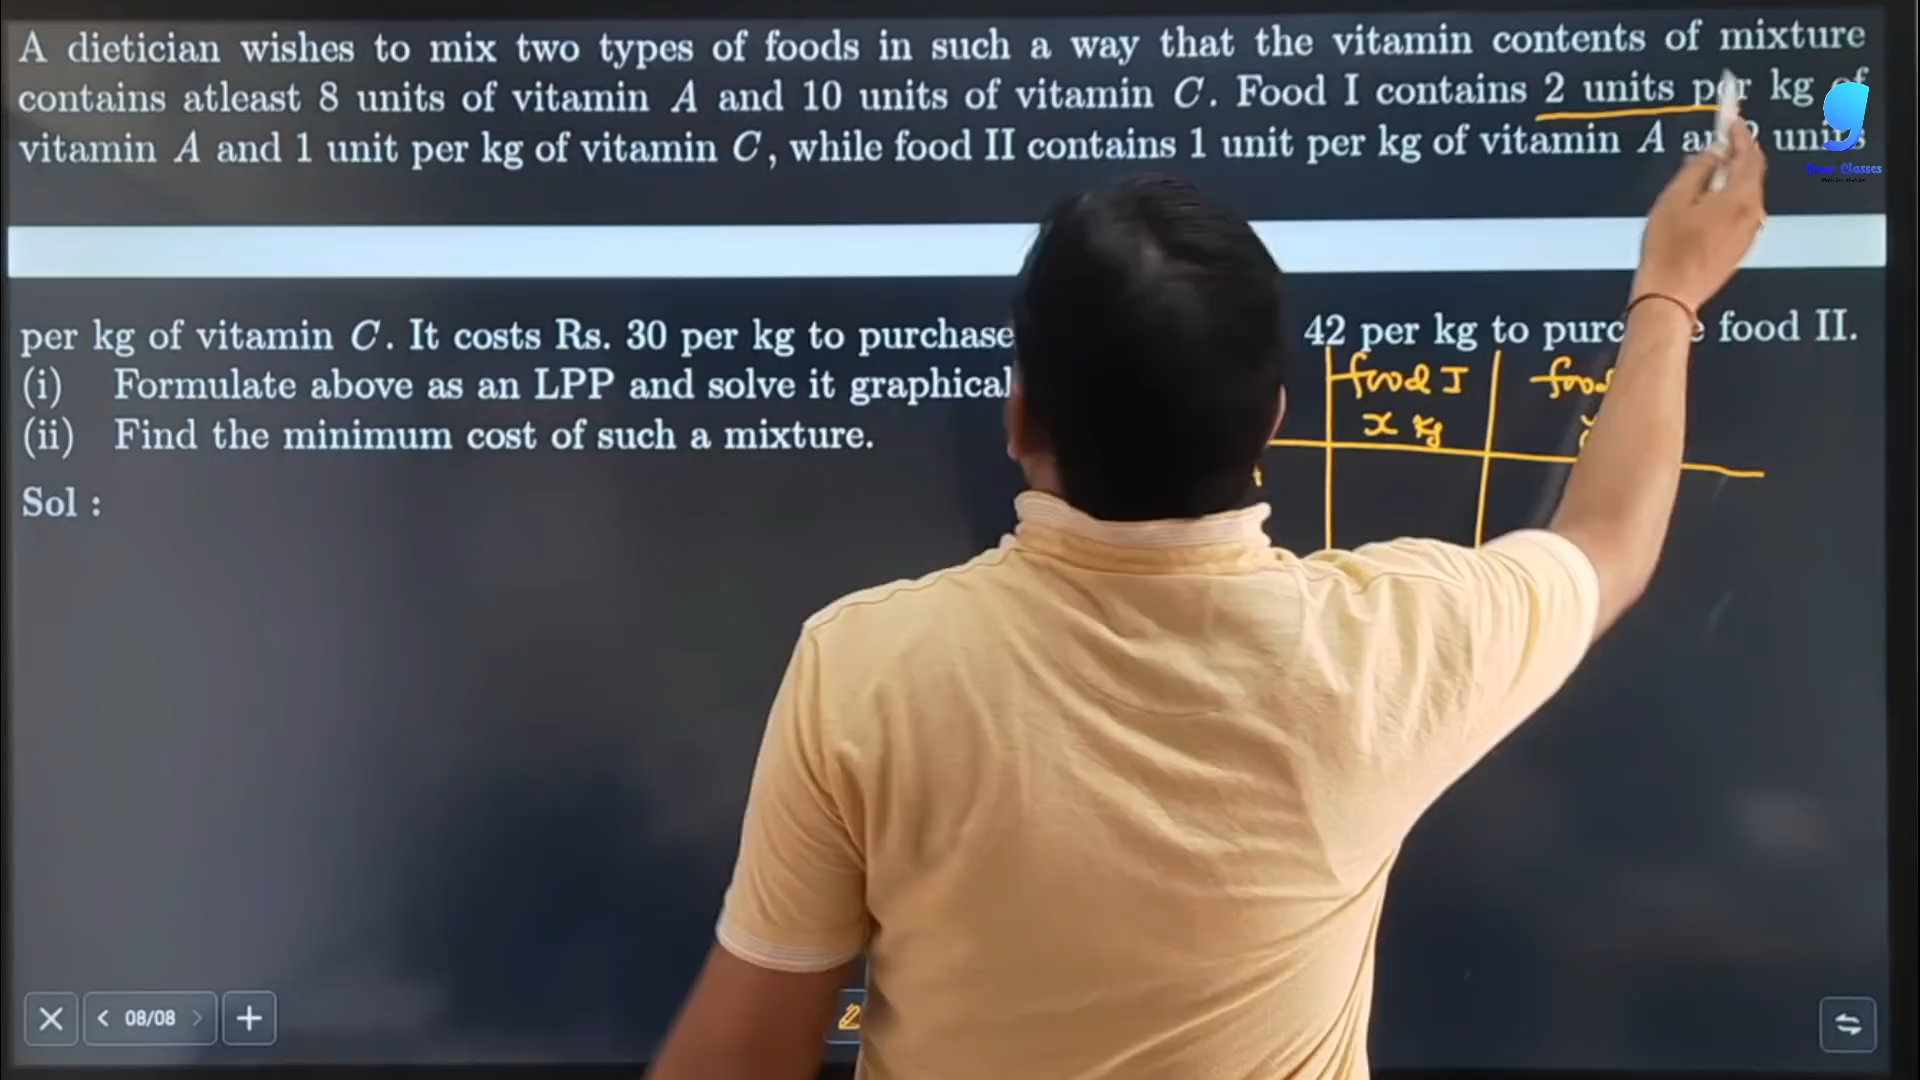 A dietician wishes to mix two types of foods in such a way that the vitamin contents of mixture
contains atleast 8 units of vitamin A and 10 units of vitamin C. Food I contains 2 units per kg of
vitamin A and 1 unit per kg of vitamin C, while food II contains 1 unit per kg of vitamin A units
per kg of vitamin C. It costs Rs. 30 per kg to purchase 42 per kg to food II.
(i) Formulate above as an LPP and solve it
(ii) Find the minimum cost of such a mixture.
Sol :
food I
x kg
08/08
Classes